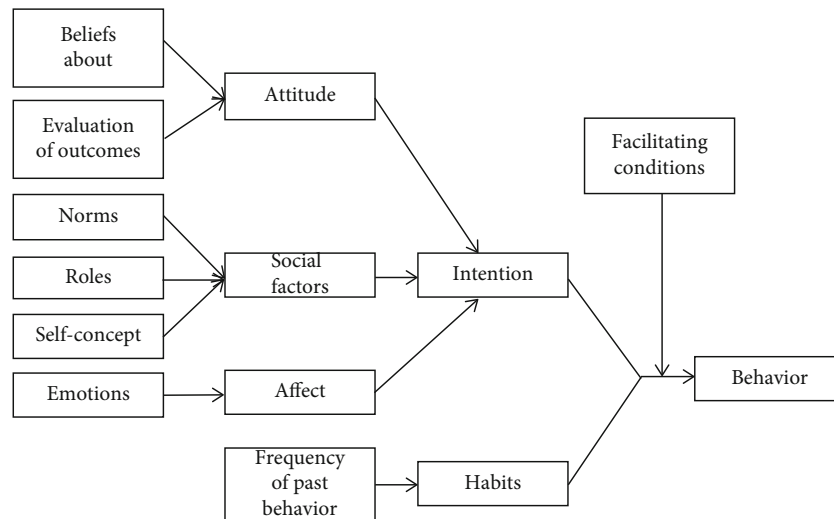 Beliefs
about
Evaluation
of outcomes
Norms
Roles
Self-concept
Emotions
Attitude
Social
factors
Affect
Frequency
of past
behavior
Intention
Habits
Facilitating
conditions
Behavior